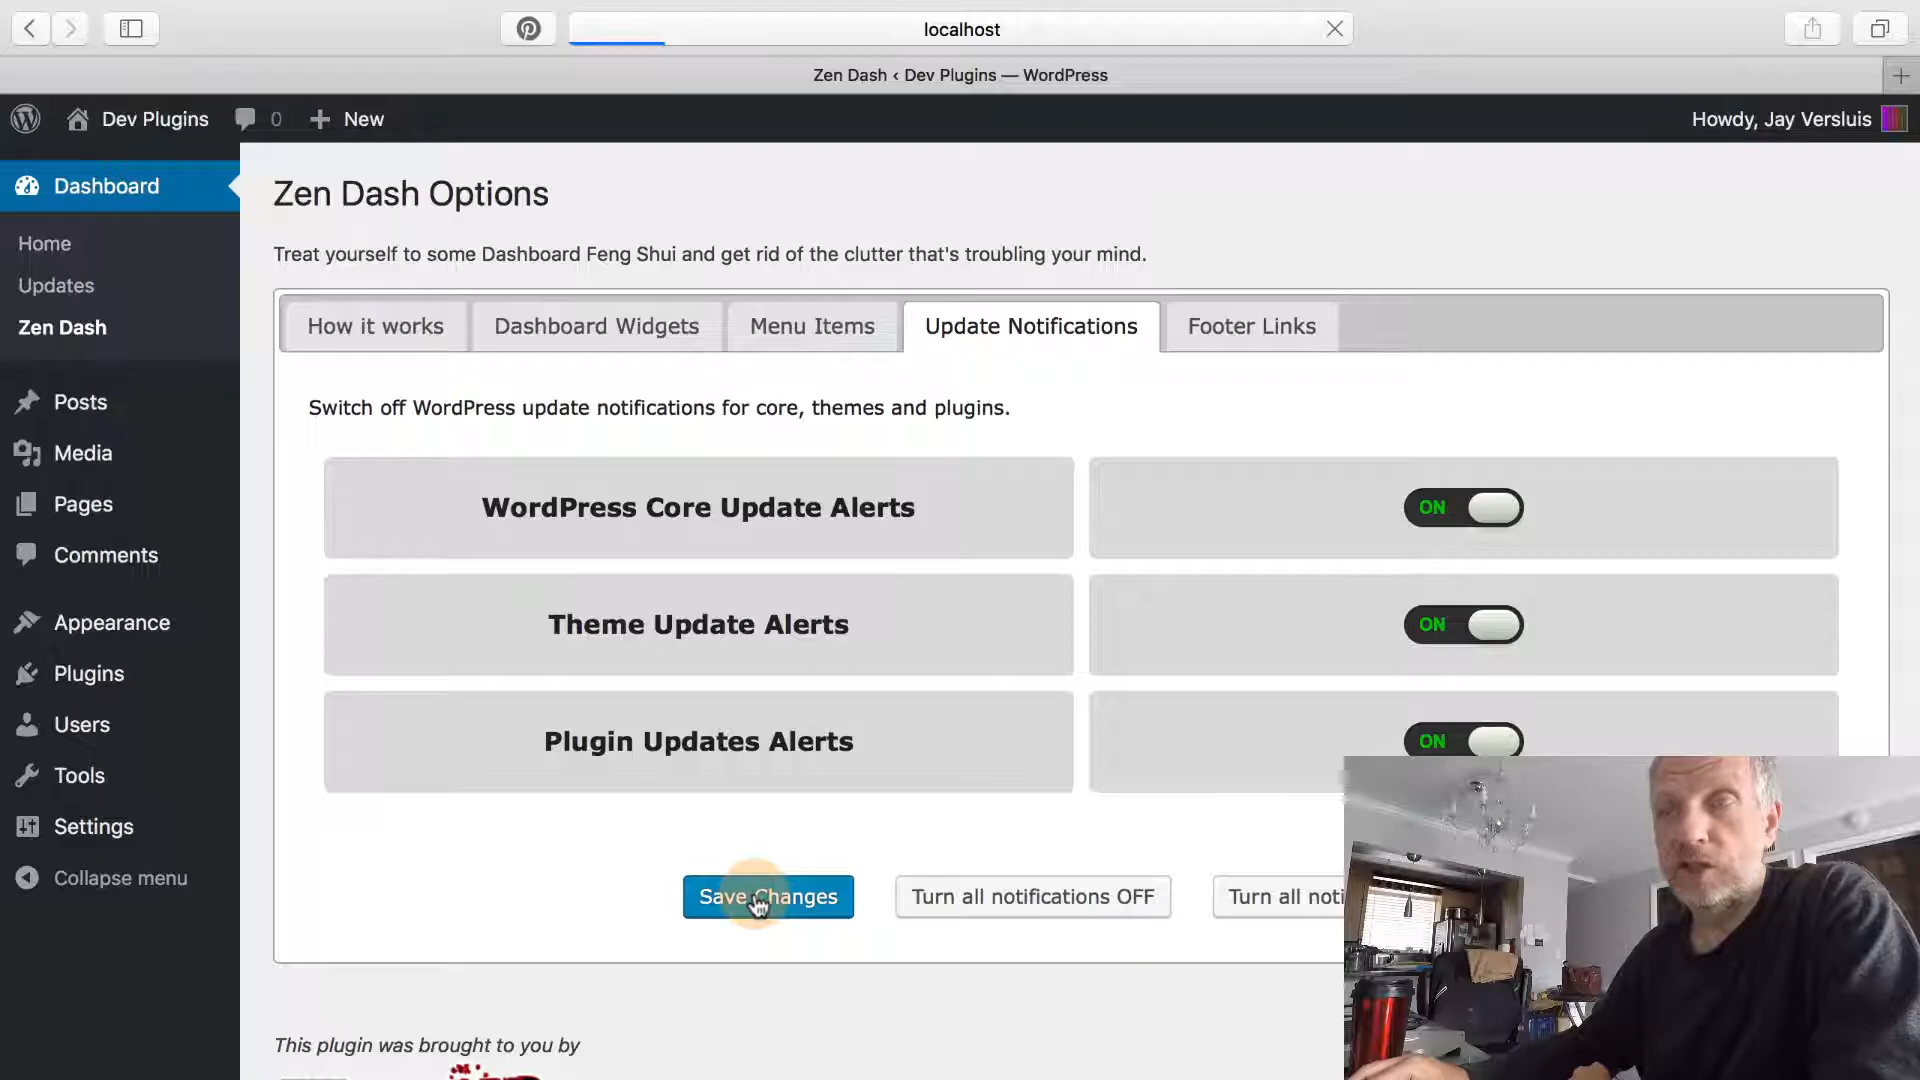 localhost
Zen Dash ‹ Dev Plugins — WordPress
Dev Plugins
0
New
Howdy, Jay Versluis
Dashboard
Home
Updates
Zen Dash
Posts
Media
Pages
Comments
Appearance
Plugins
Users
Tools
Settings
Collapse menu
Zen Dash Options
Treat yourself to some Dashboard Feng Shui and get rid of the clutter that's troubling your mind.
How it works
Dashboard Widgets
Menu Items
Update Notifications
Footer Links
Switch off WordPress update notifications for core, themes and plugins.
WordPress Core Update Alerts
ON
Theme Update Alerts
ON
Plugin Updates Alerts
ON
Save Changes
Turn all notifications OFF
Turn all noti
This plugin was brought to you by